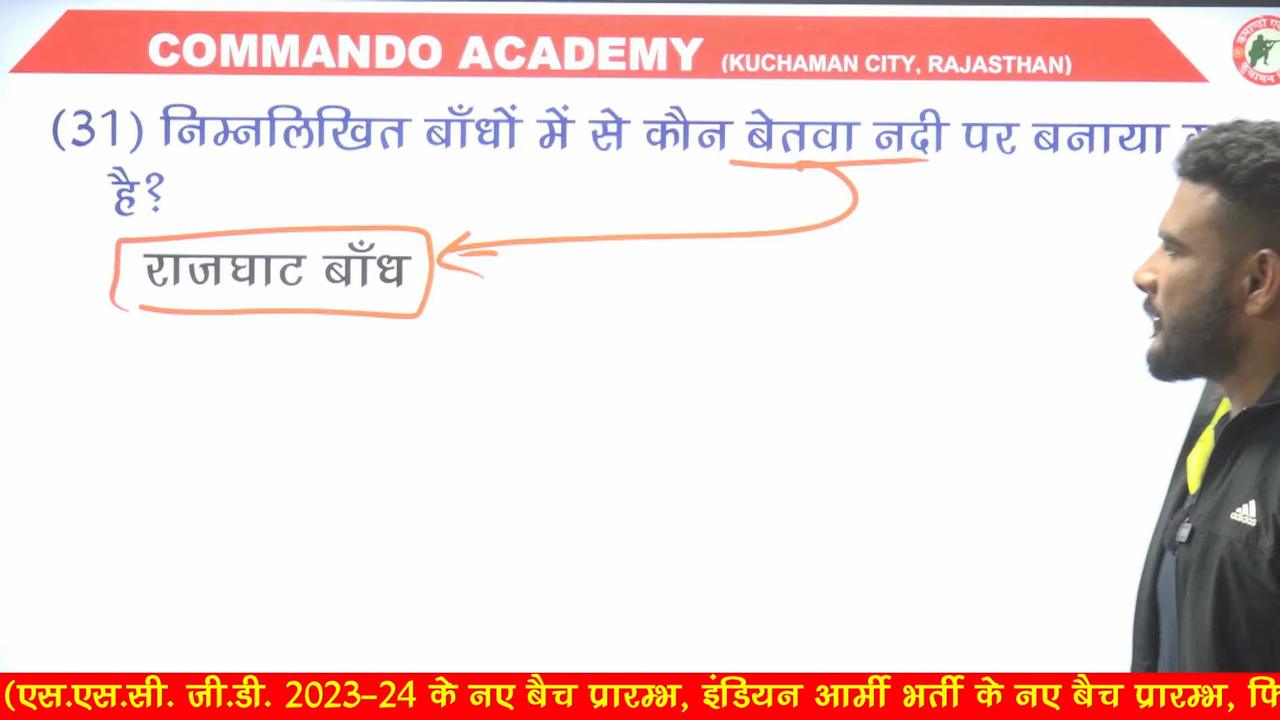 COMMANDO ACADEMY (KUCHAMAN CITY, RAJASTHAN)
(31) निम्नलिखित बाँधों में से कौन बेतवा नदी पर बनाया
है?
राजघाट बाँध
adidas
(एस.एस.सी. जी.डी. 2023-24 के नए बैच प्रारम्भ, इंडियन आर्मी भर्ती के नए बैच प्रारम्भ,